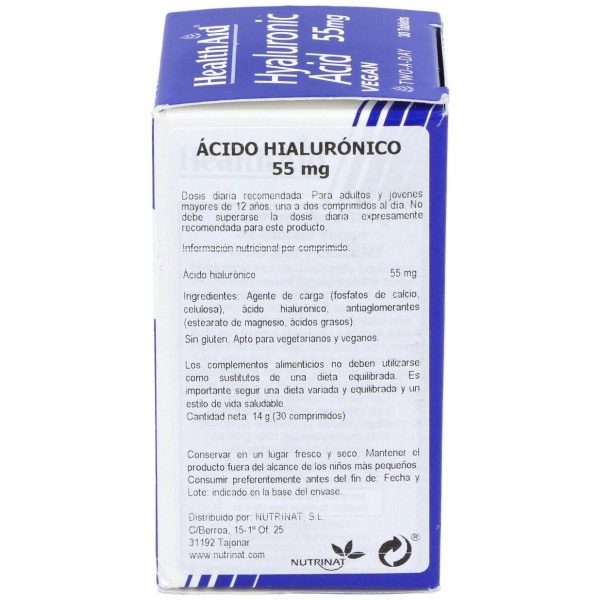 HealthAid
Hyaluronic
Acid 55mg
VEGAN
30 Tablets
TWO-A-DAY
ÁCIDO HIALURÓNICO
55 mg
Dosis diaria recomendada: Para adultos y jóvenes
mayores de 12 años, una a dos comprimidos al día. No
debe superarse la dosis diaria expresamente
recomendada para este producto.
Información nutricional por comprimido:
Ácido hialurónico 55 mg
Ingredientes: Agente de carga (fosfatos de calcio,
celulosa), ácido hialurónico, antiaglomerantes
(estearato de magnesio, ácidos grasos).
Sin gluten. Apto para vegetarianos y veganos.
Los complementos alimenticios no deben utilizarse
como sustitutos de una dieta equilibrada. Es
importante seguir una dieta variada y equilibrada y un
estilo de vida saludable.
Cantidad neta: 14 g (30 comprimidos)
Conservar en un lugar fresco y seco. Mantener el
producto fuera del alcance de los niños más pequeños.
Consumir preferentemente antes del fin de: Fecha y
Lote: indicado en la base del envase.
Distribuido por: NUTRINAT, S.L.
C/Berroa, 15-1º Of. 25
31192 Tajonar
www.nutrinat.com
NUTRINAT
®